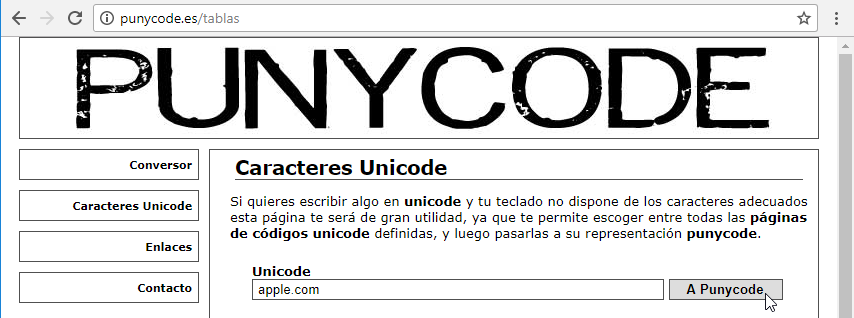 punycode.es/tablas
PUNYCODE
Conversor
Caracteres Unicode
Enlaces
Contacto
Caracteres Unicode
Si quieres escribir algo en unicode y tu teclado no dispone de los caracteres adecuados
esta página te será de gran utilidad, ya que te permite escoger entre todas las páginas
de códigos unicode definidas, y luego pasarlas a su representación punycode.
Unicode
apple.com
A Punycode